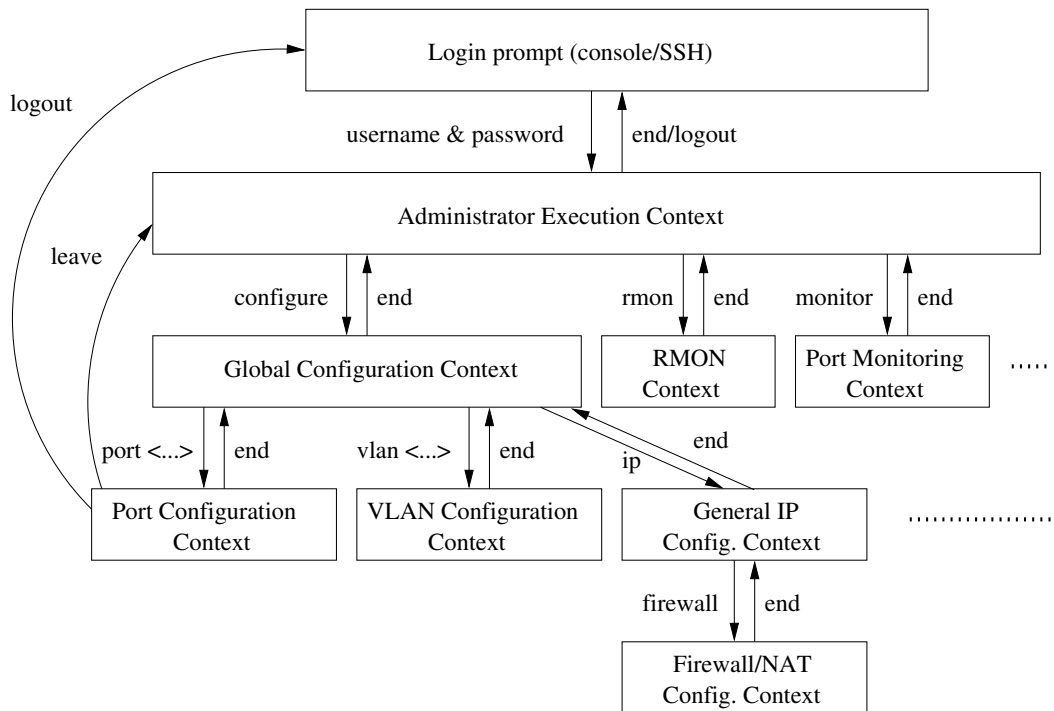 Login prompt (console/SSH)
logout
username & password
end/logout
Administrator Execution Context
leave
configure
end
rmon
end
monitor
end
Global Configuration Context
RMON
Context
Port Monitoring
Context
port <...>
end
vlan <...>
end
ip
end
Port Configuration
Context
VLAN Configuration
Context
General IP
Config. Context
firewall
end
Firewall/NAT
Config. Context